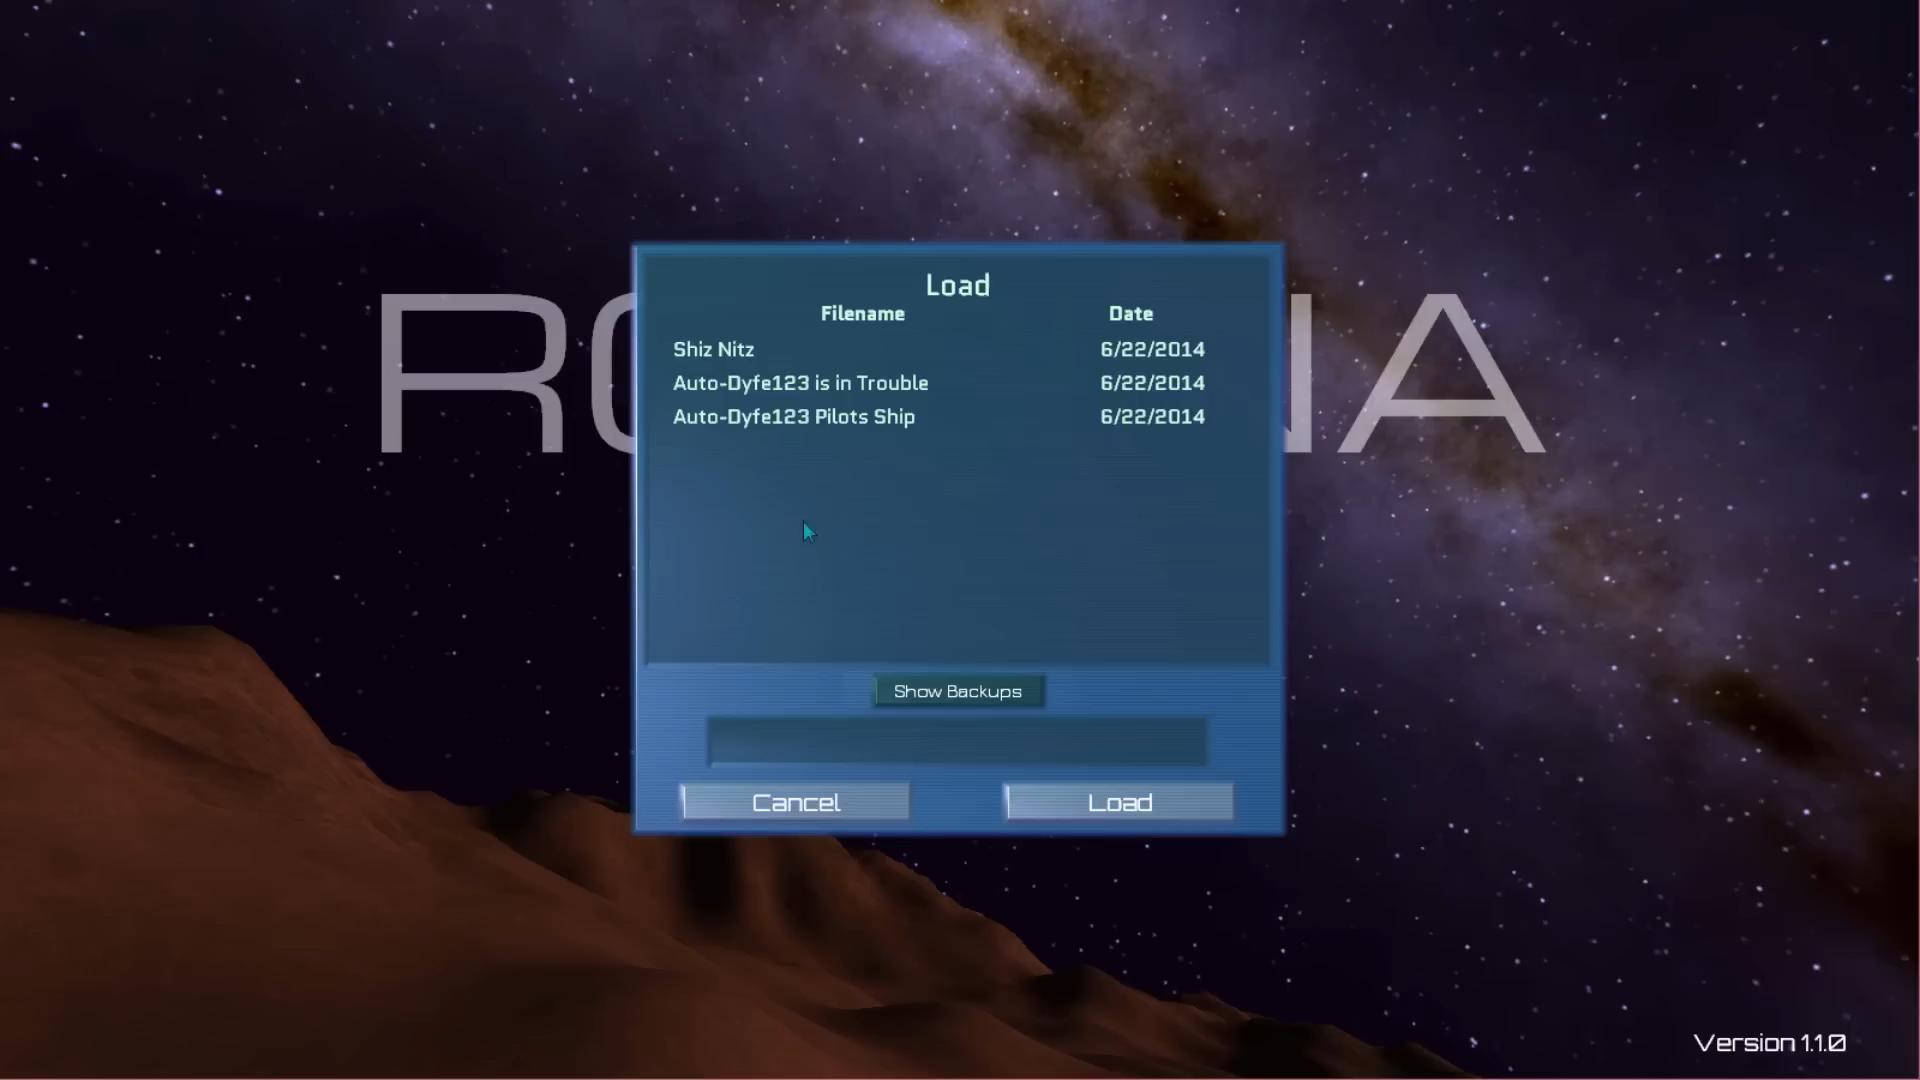 Load
Filename Date
Shiz Nitz 6/22/2014
Auto-Dyfe123 is in Trouble 6/22/2014
Auto-Dyfe123 Pilots Ship 6/22/2014
Show Backups
Cancel Load
Version 1.1.0